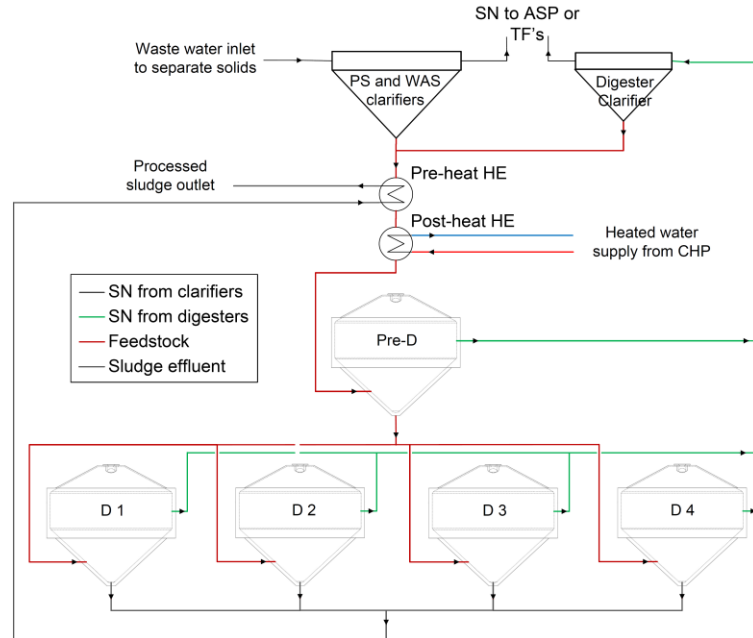 SN to ASP or
TF's
Waste water inlet
to separate solids
PS and WAS
clarifiers
Digester
Clarifier
Processed
sludge outlet
Pre-heat HE
Post-heat HE
Heated water
supply from CHP
SN from clarifiers
SN from digesters
Feedstock
Sludge effluent
Pre-D
D 1
D 2
D 3
D 4